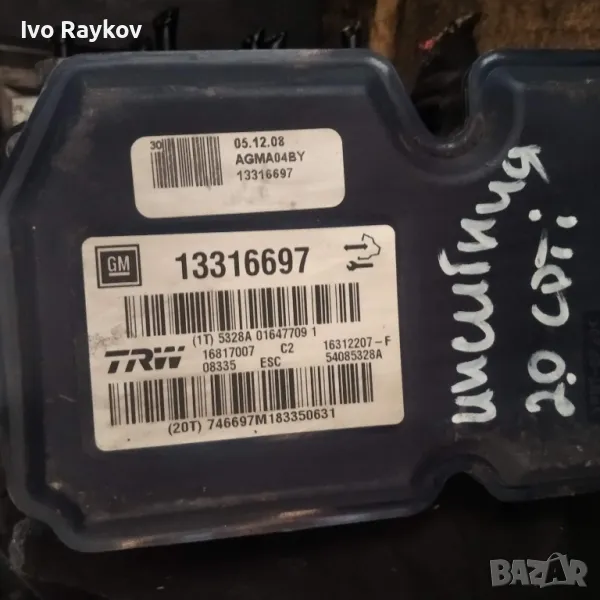 Ivo Raykov
30
05.12.08
AGMA04BY
13316697
GM
13316697
(1T) 5328A 01647709 1
TRW
16817007 C2 16312207-F
08335 ESC 54085328A
(20T) 746697M183350631
инсигния
2.0 CDTi
BAZAR